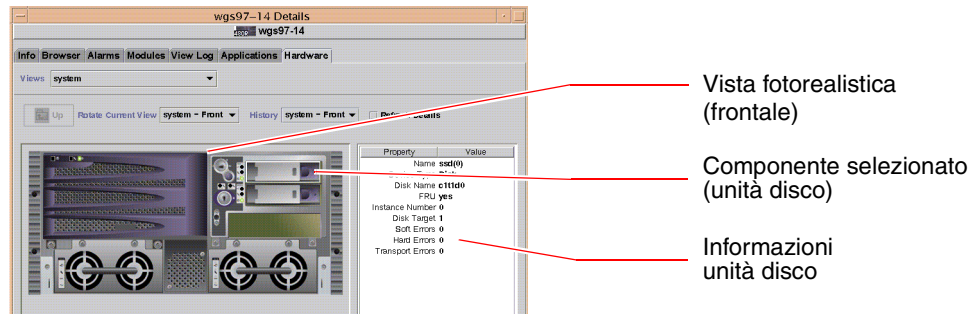 wgs97-14 Details
wgs97-14
Info Browser Alarms Modules View Log Applications Hardware
Views system
Up Rotate Current View system - Front History system - Front Details
Property Value
Name ssd(0)
Disk Name c1t1d0
FRU yes
Instance Number 0
Disk Target 1
Soft Errors 0
Hard Errors 0
Transport Errors 0
Vista fotorealistica
(frontale)
Componente selezionato
(unità disco)
Informazioni
unità disco